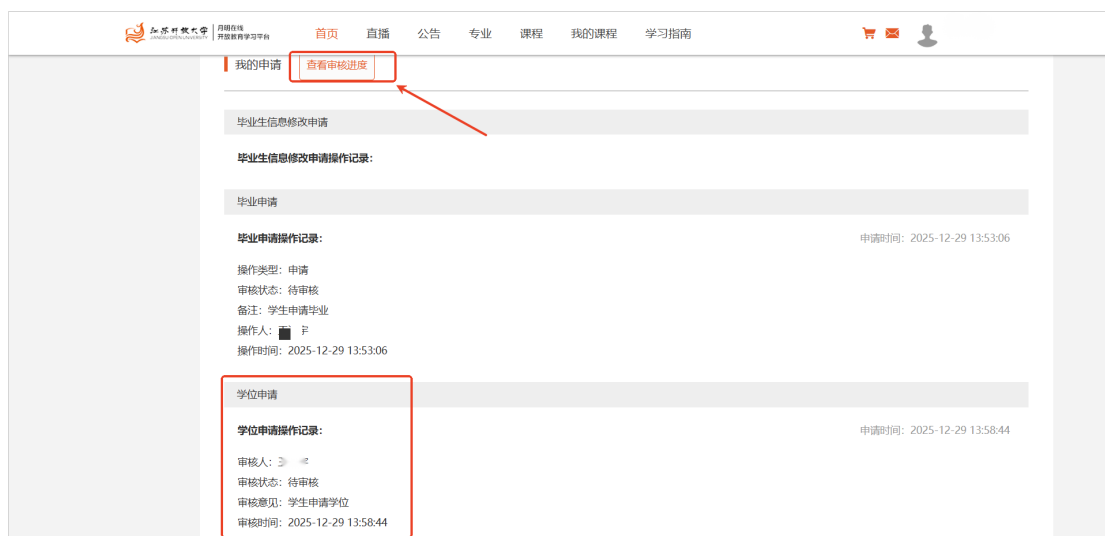 江苏开放大学
JIANGSU OPEN UNIVERSITY
月明在线
开放教育学习平台
首页 直播 公告 专业 课程 我的课程 学习指南
我的申请 查看审核进度
毕业生信息修改申请
毕业生信息修改申请操作记录：
毕业申请
毕业申请操作记录： 申请时间：2025-12-29 13:53:06
操作类型：申请
审核状态：待审核
备注：学生申请毕业
操作人：
操作时间：2025-12-29 13:53:06
学位申请
学位申请操作记录： 申请时间：2025-12-29 13:58:44
审核人：
审核状态：待审核
审核意见：学生申请学位
审核时间：2025-12-29 13:58:44